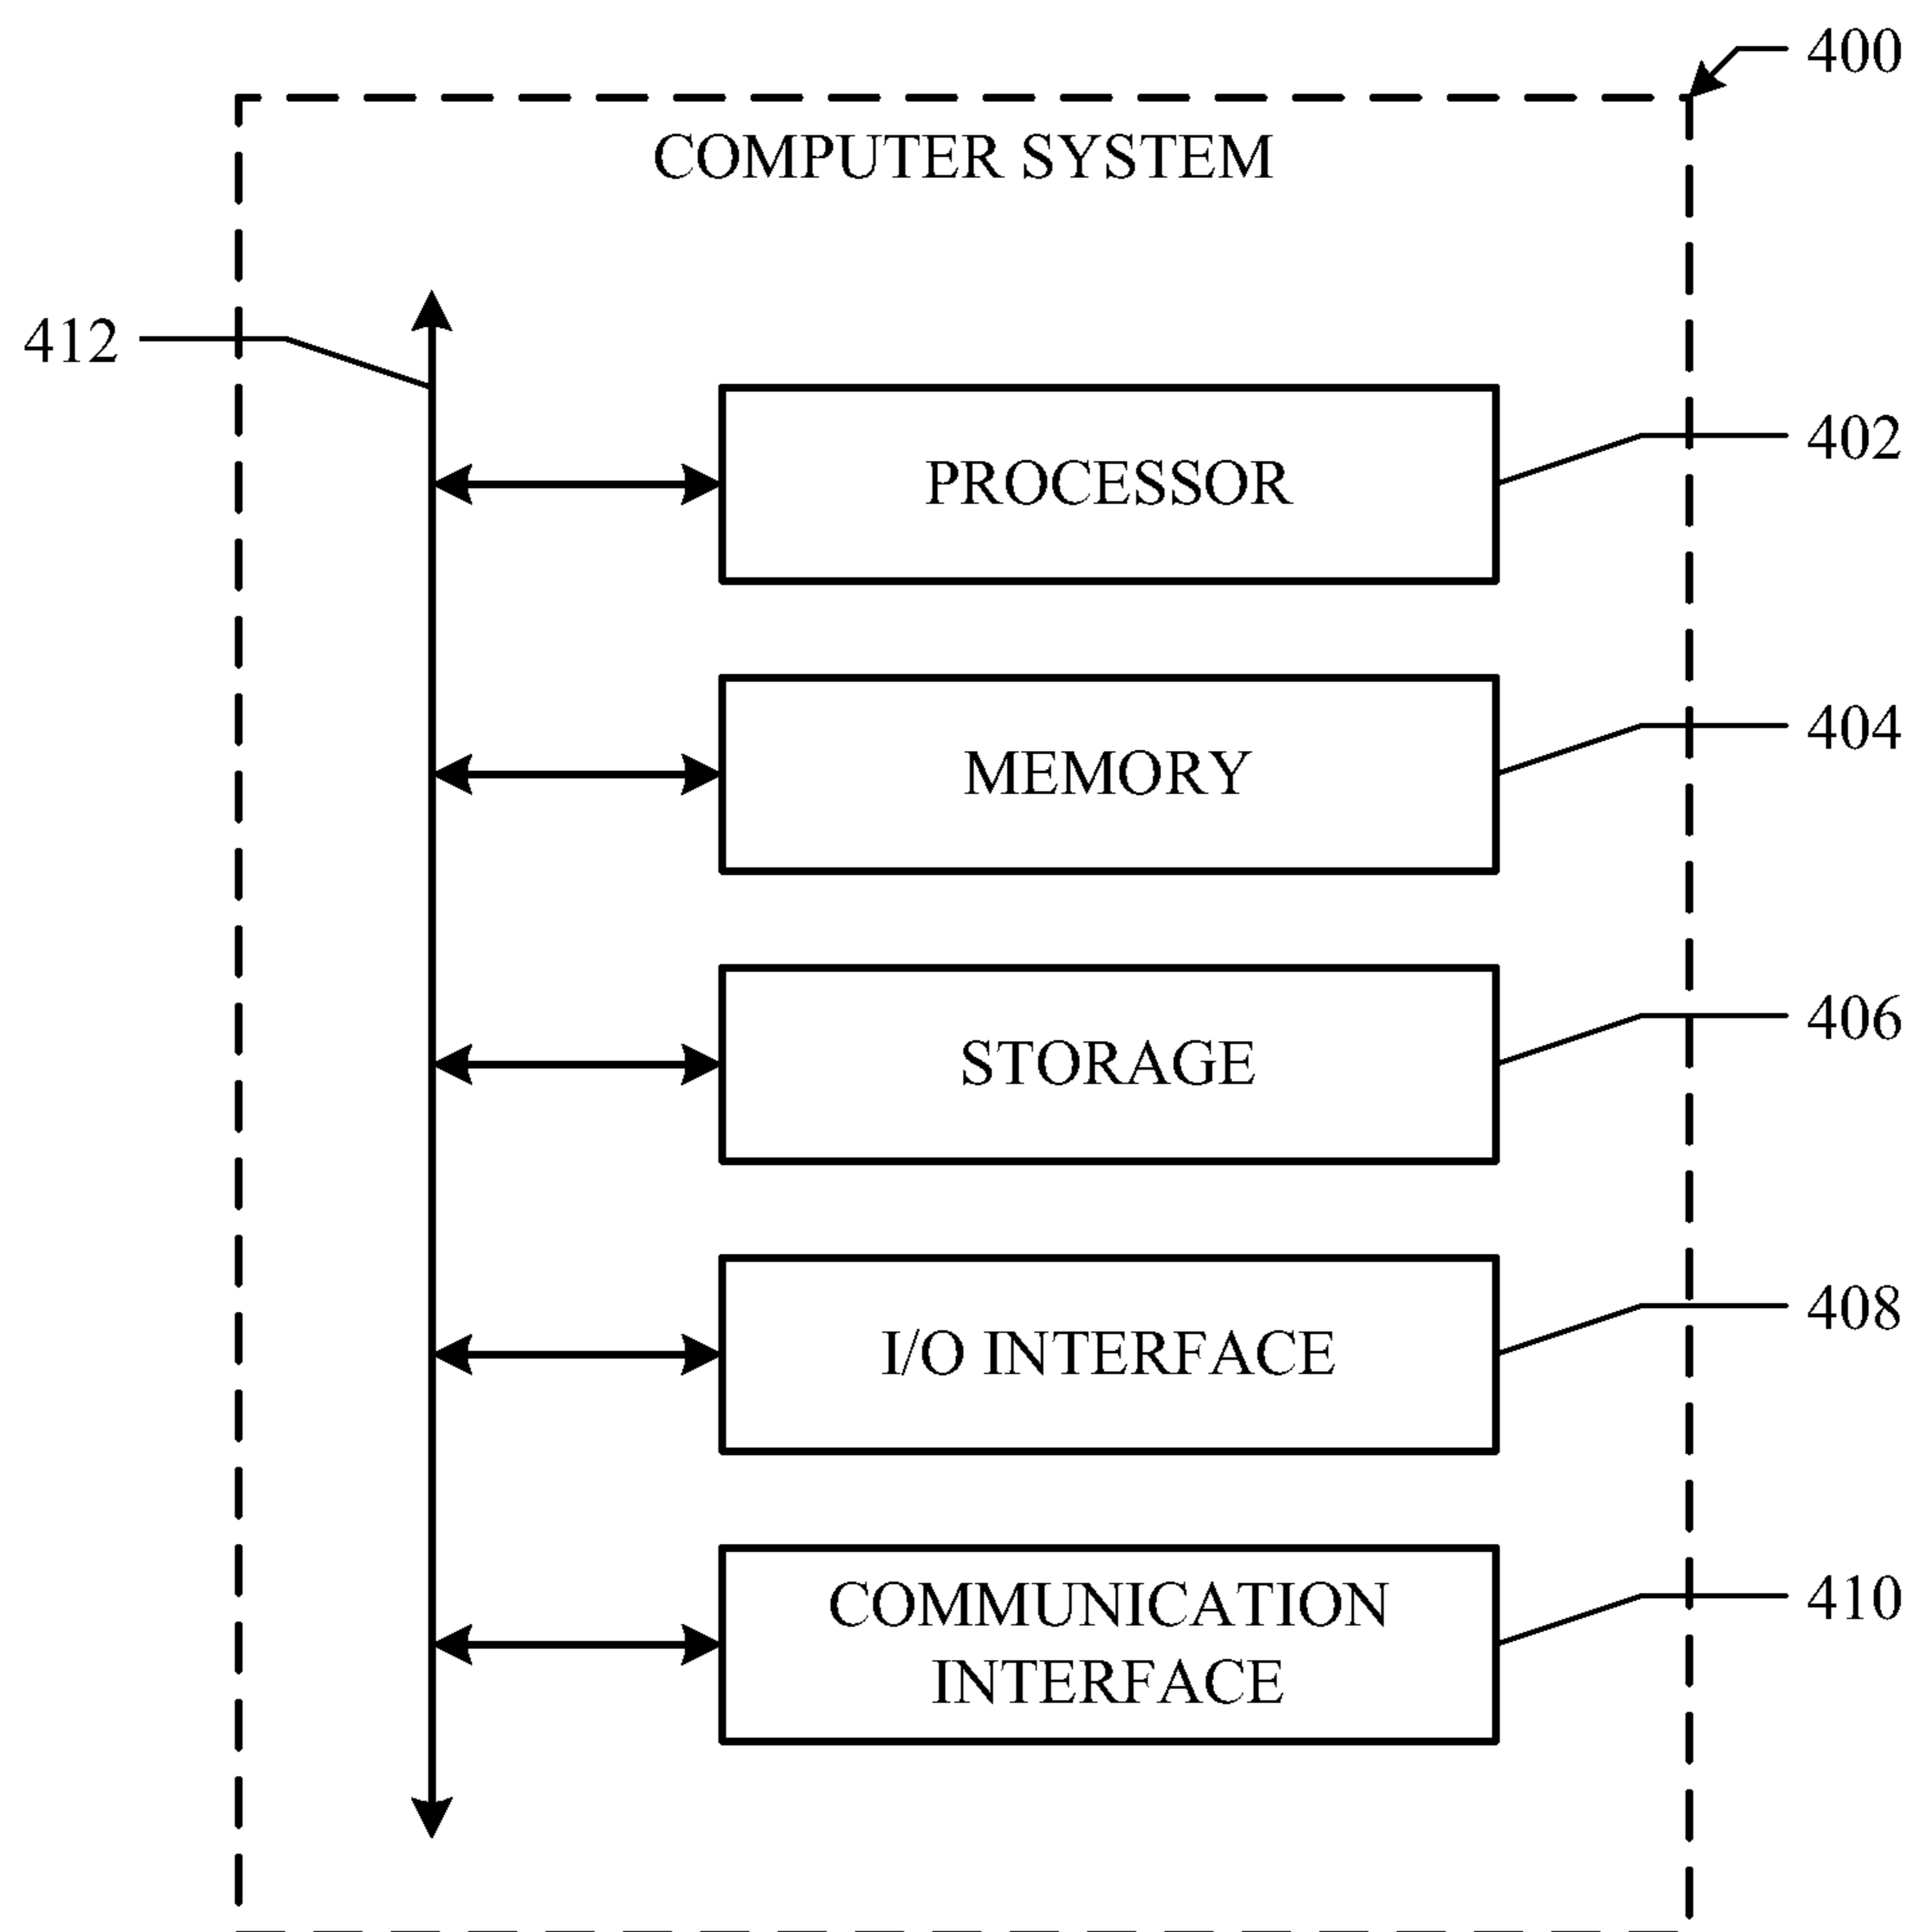 400
COMPUTER SYSTEM
412
PROCESSOR
402
MEMORY
404
STORAGE
406
I/O INTERFACE
408
COMMUNICATION
INTERFACE
410